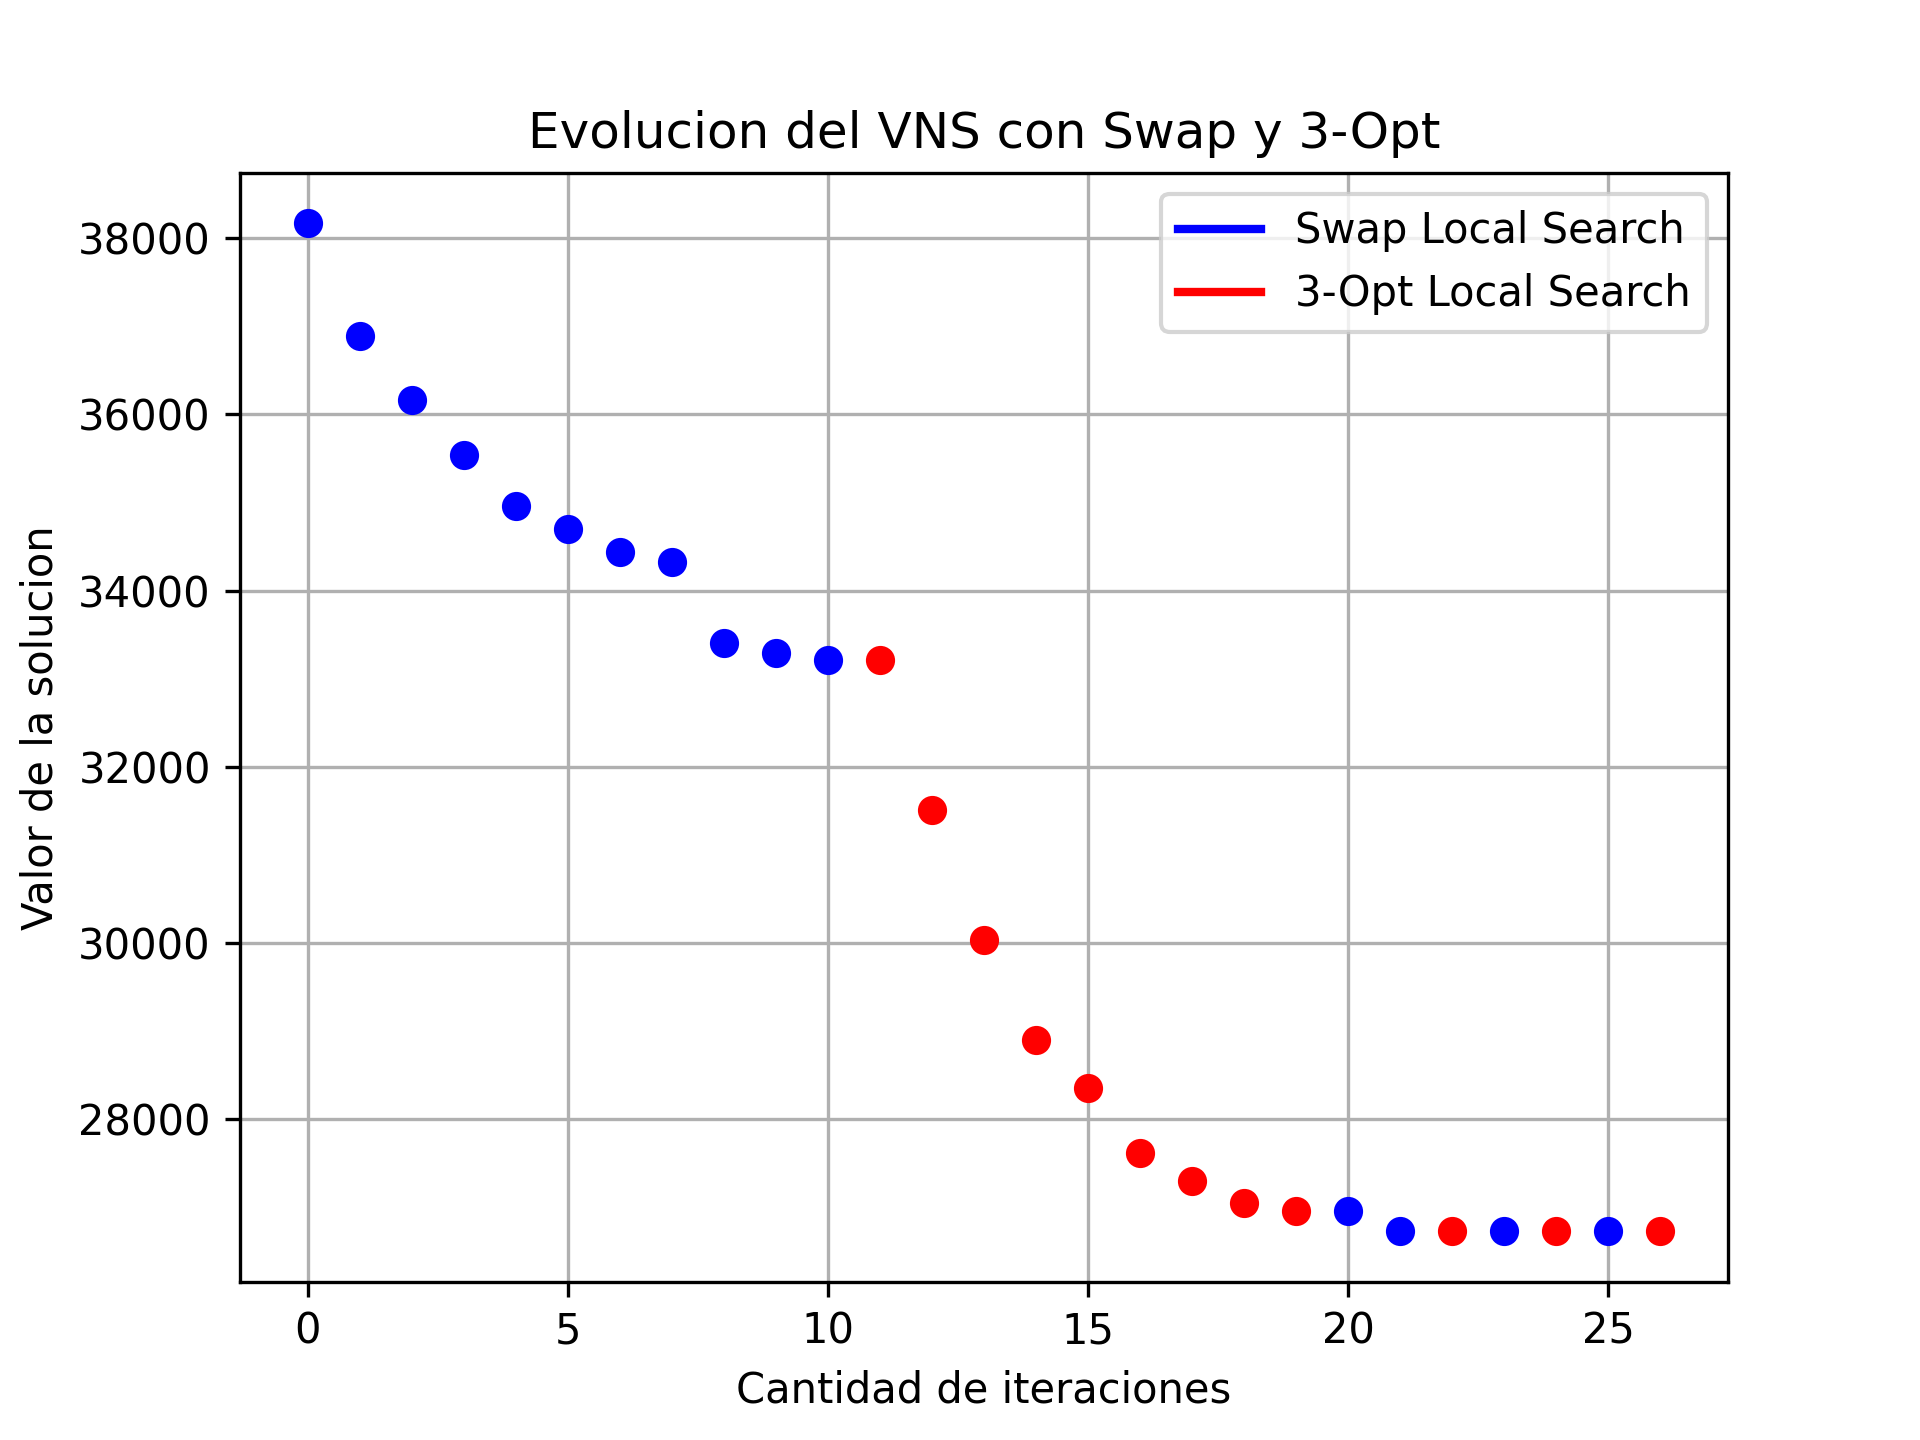 Evolucion del VNS con Swap y 3-Opt
Swap Local Search
3-Opt Local Search
38000
36000
34000
32000
30000
28000
Valor de la solucion
0 5 10 15 20 25
Cantidad de iteraciones